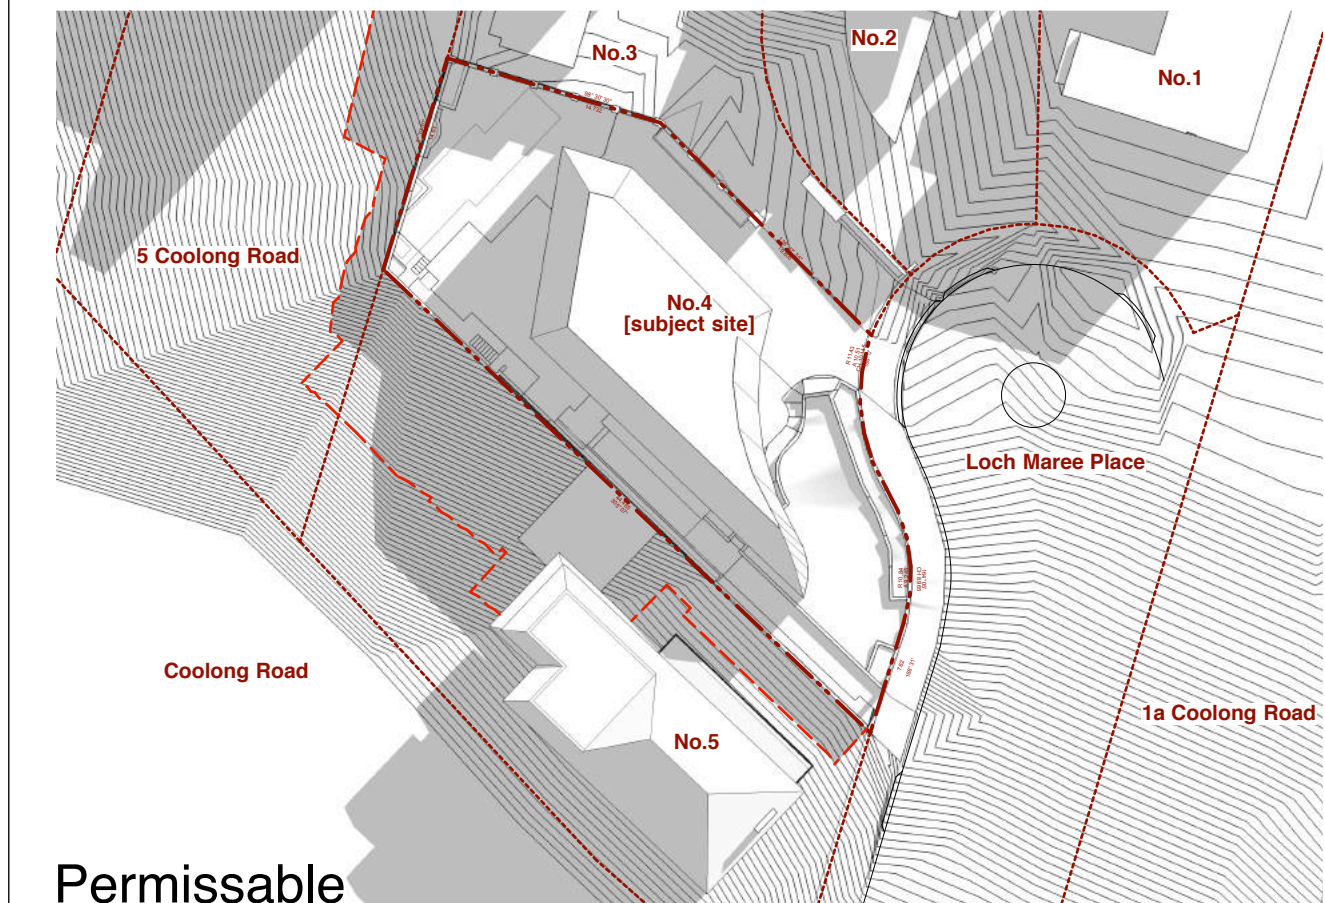 No.3
No.2
No.1
5 Coolong Road
No.4
[subject site]
Loch Maree Place
Coolong Road
1a Coolong Road
No.5
Permissable